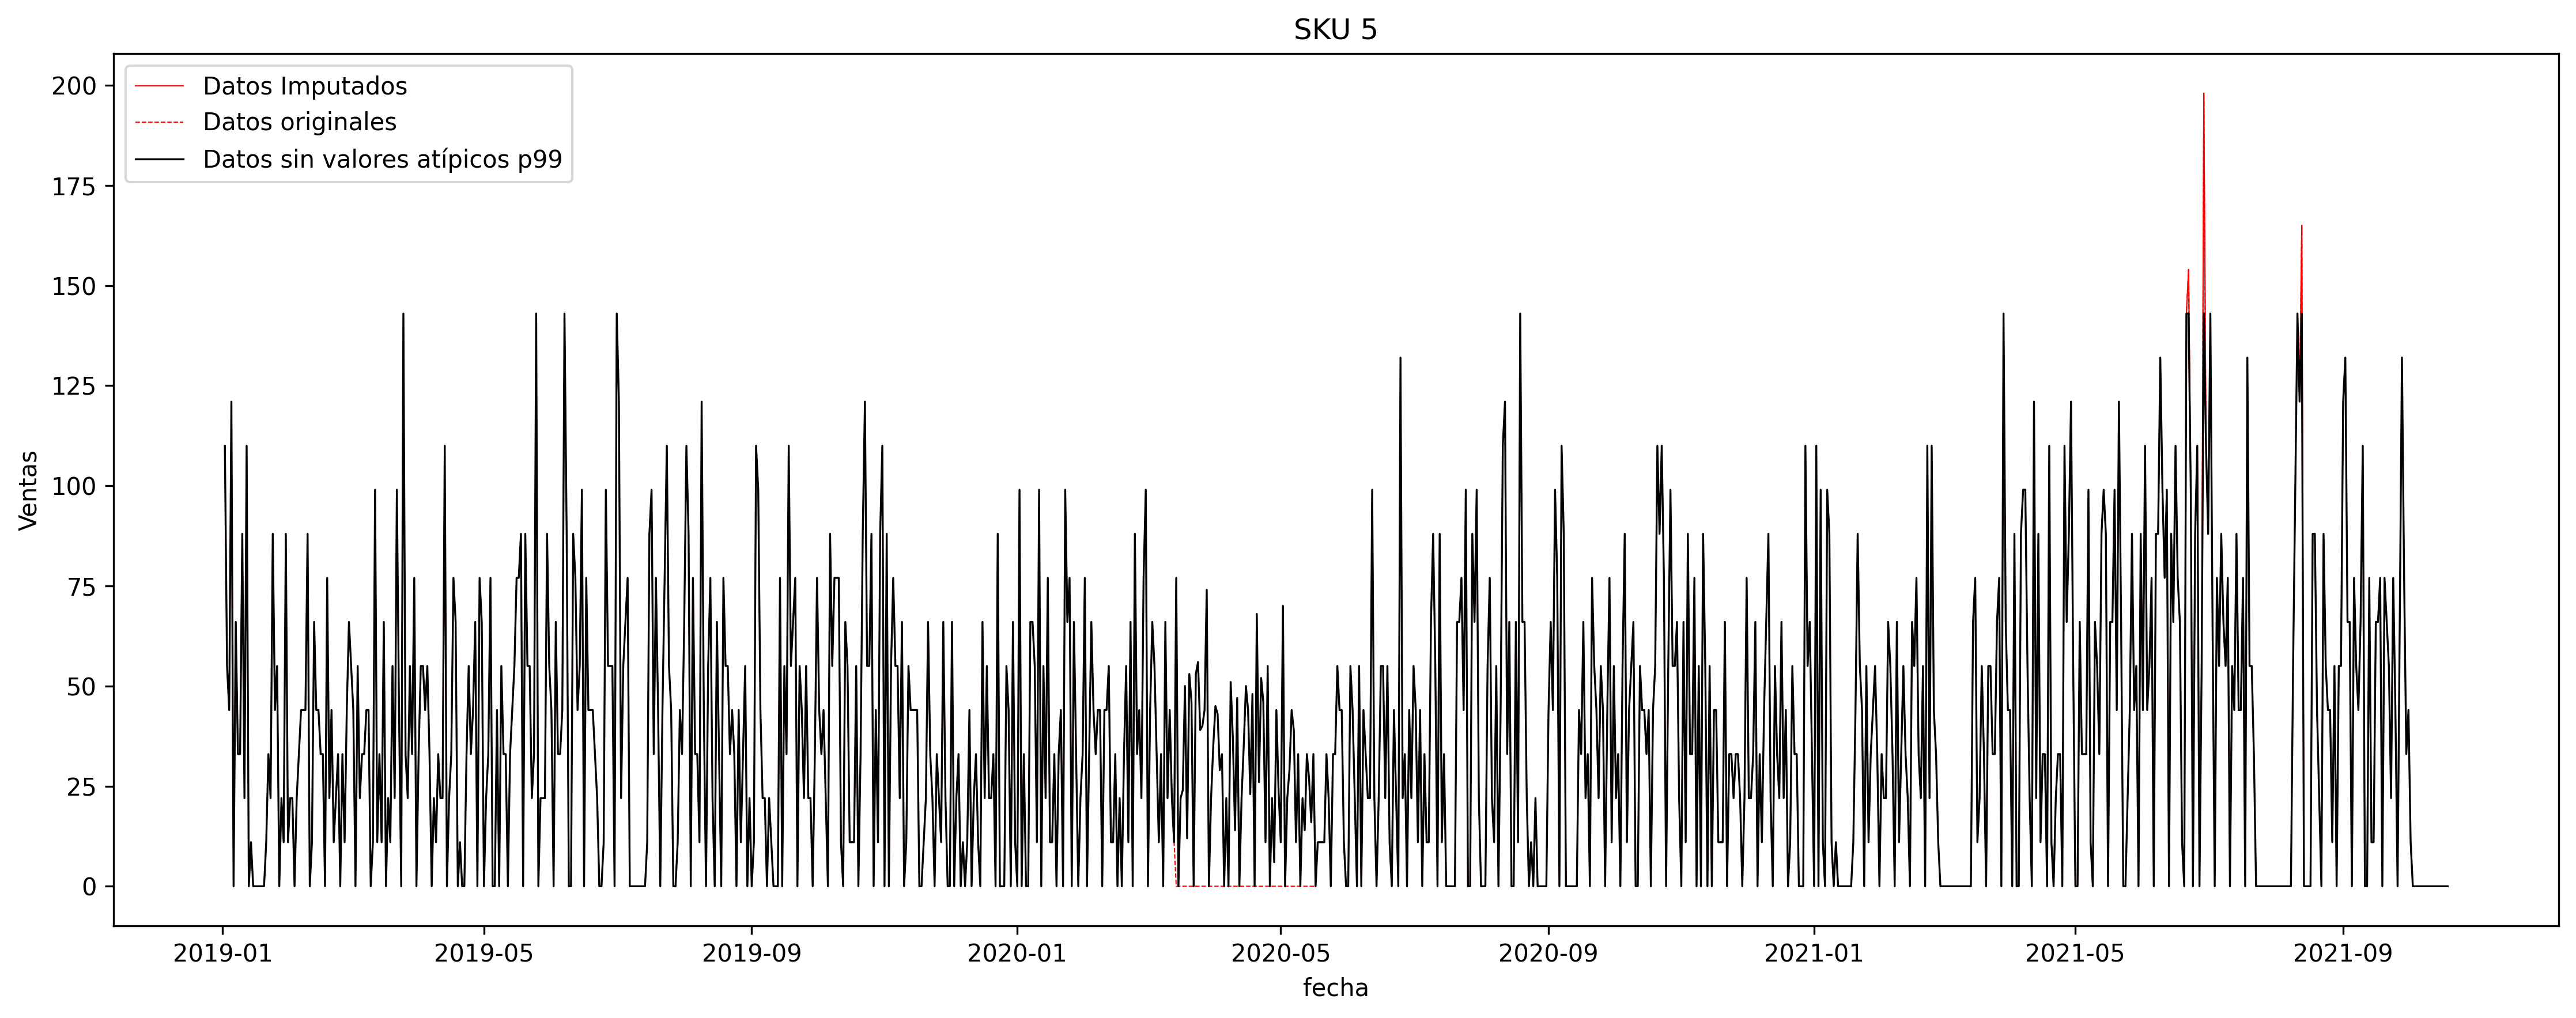 SKU 5
Datos Imputados
Datos originales
Datos sin valores atípicos p99
200
175
150
125
100
75
50
25
0
Ventas
2019-01 2019-05 2019-09 2020-01 2020-05 2020-09 2021-01 2021-05 2021-09
fecha